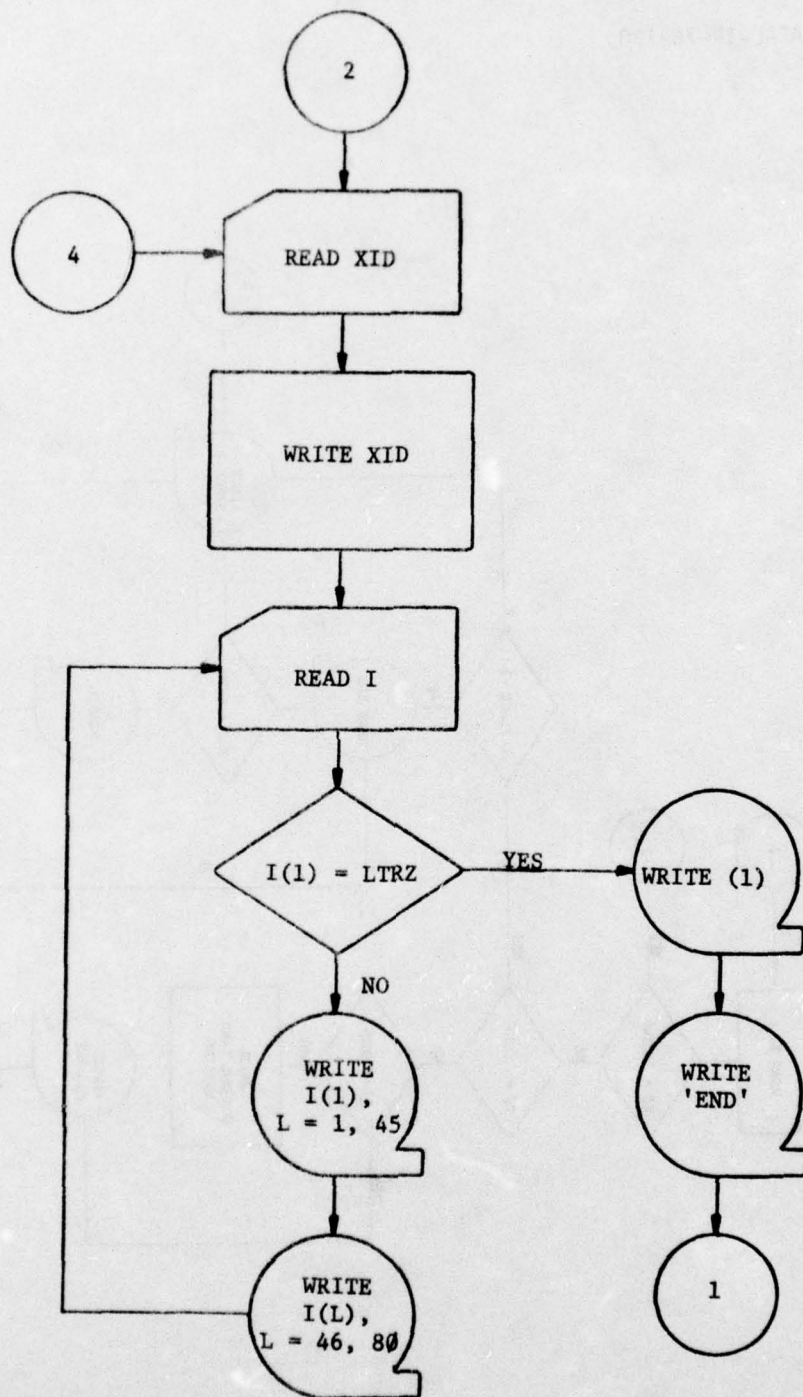 2
4
READ XID
WRITE XID
READ I
I(1) = LTRZ
YES
WRITE (1)
NO
WRITE
I(1),
L = 1, 45
WRITE
'END'
WRITE
I(L),
L = 46, 80
1